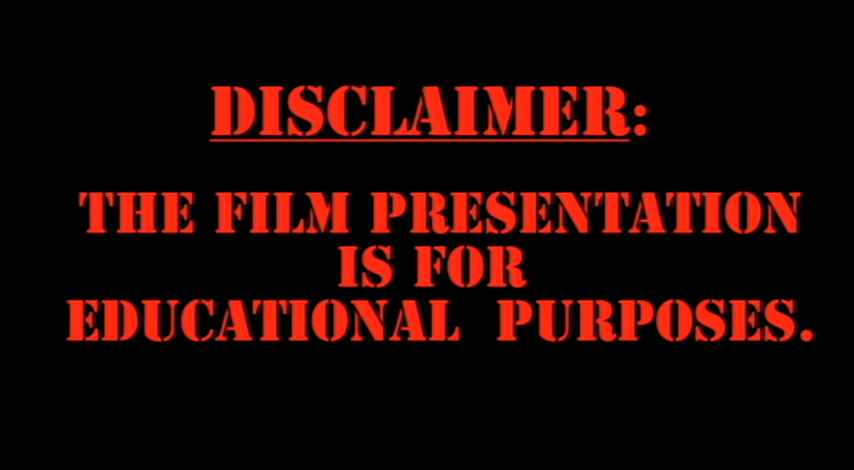 DISCLAIMER:
THE FILM PRESENTATION
IS FOR
EDUCATIONAL PURPOSES.